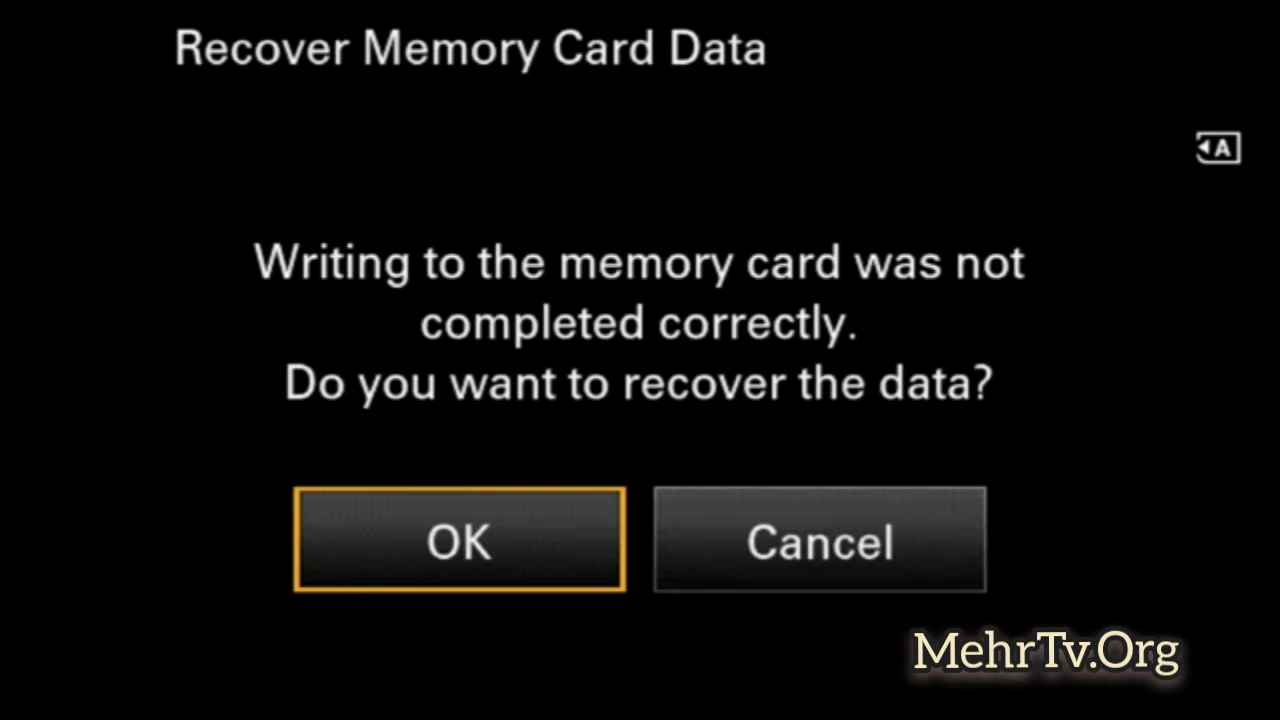 Recover Memory Card Data
A
Writing to the memory card was not
completed correctly.
Do you want to recover the data?
OK
Cancel
MehrTv.Org